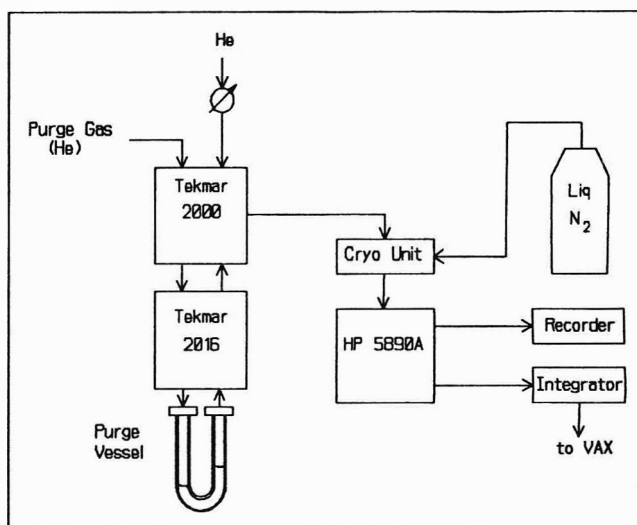 He
Purge Gas
(He)
Tekmar
2000
Liq
N₂
Cryo Unit
Tekmar
2016
HP 5890A
Recorder
Integrator
Purge
Vessel
to VAX